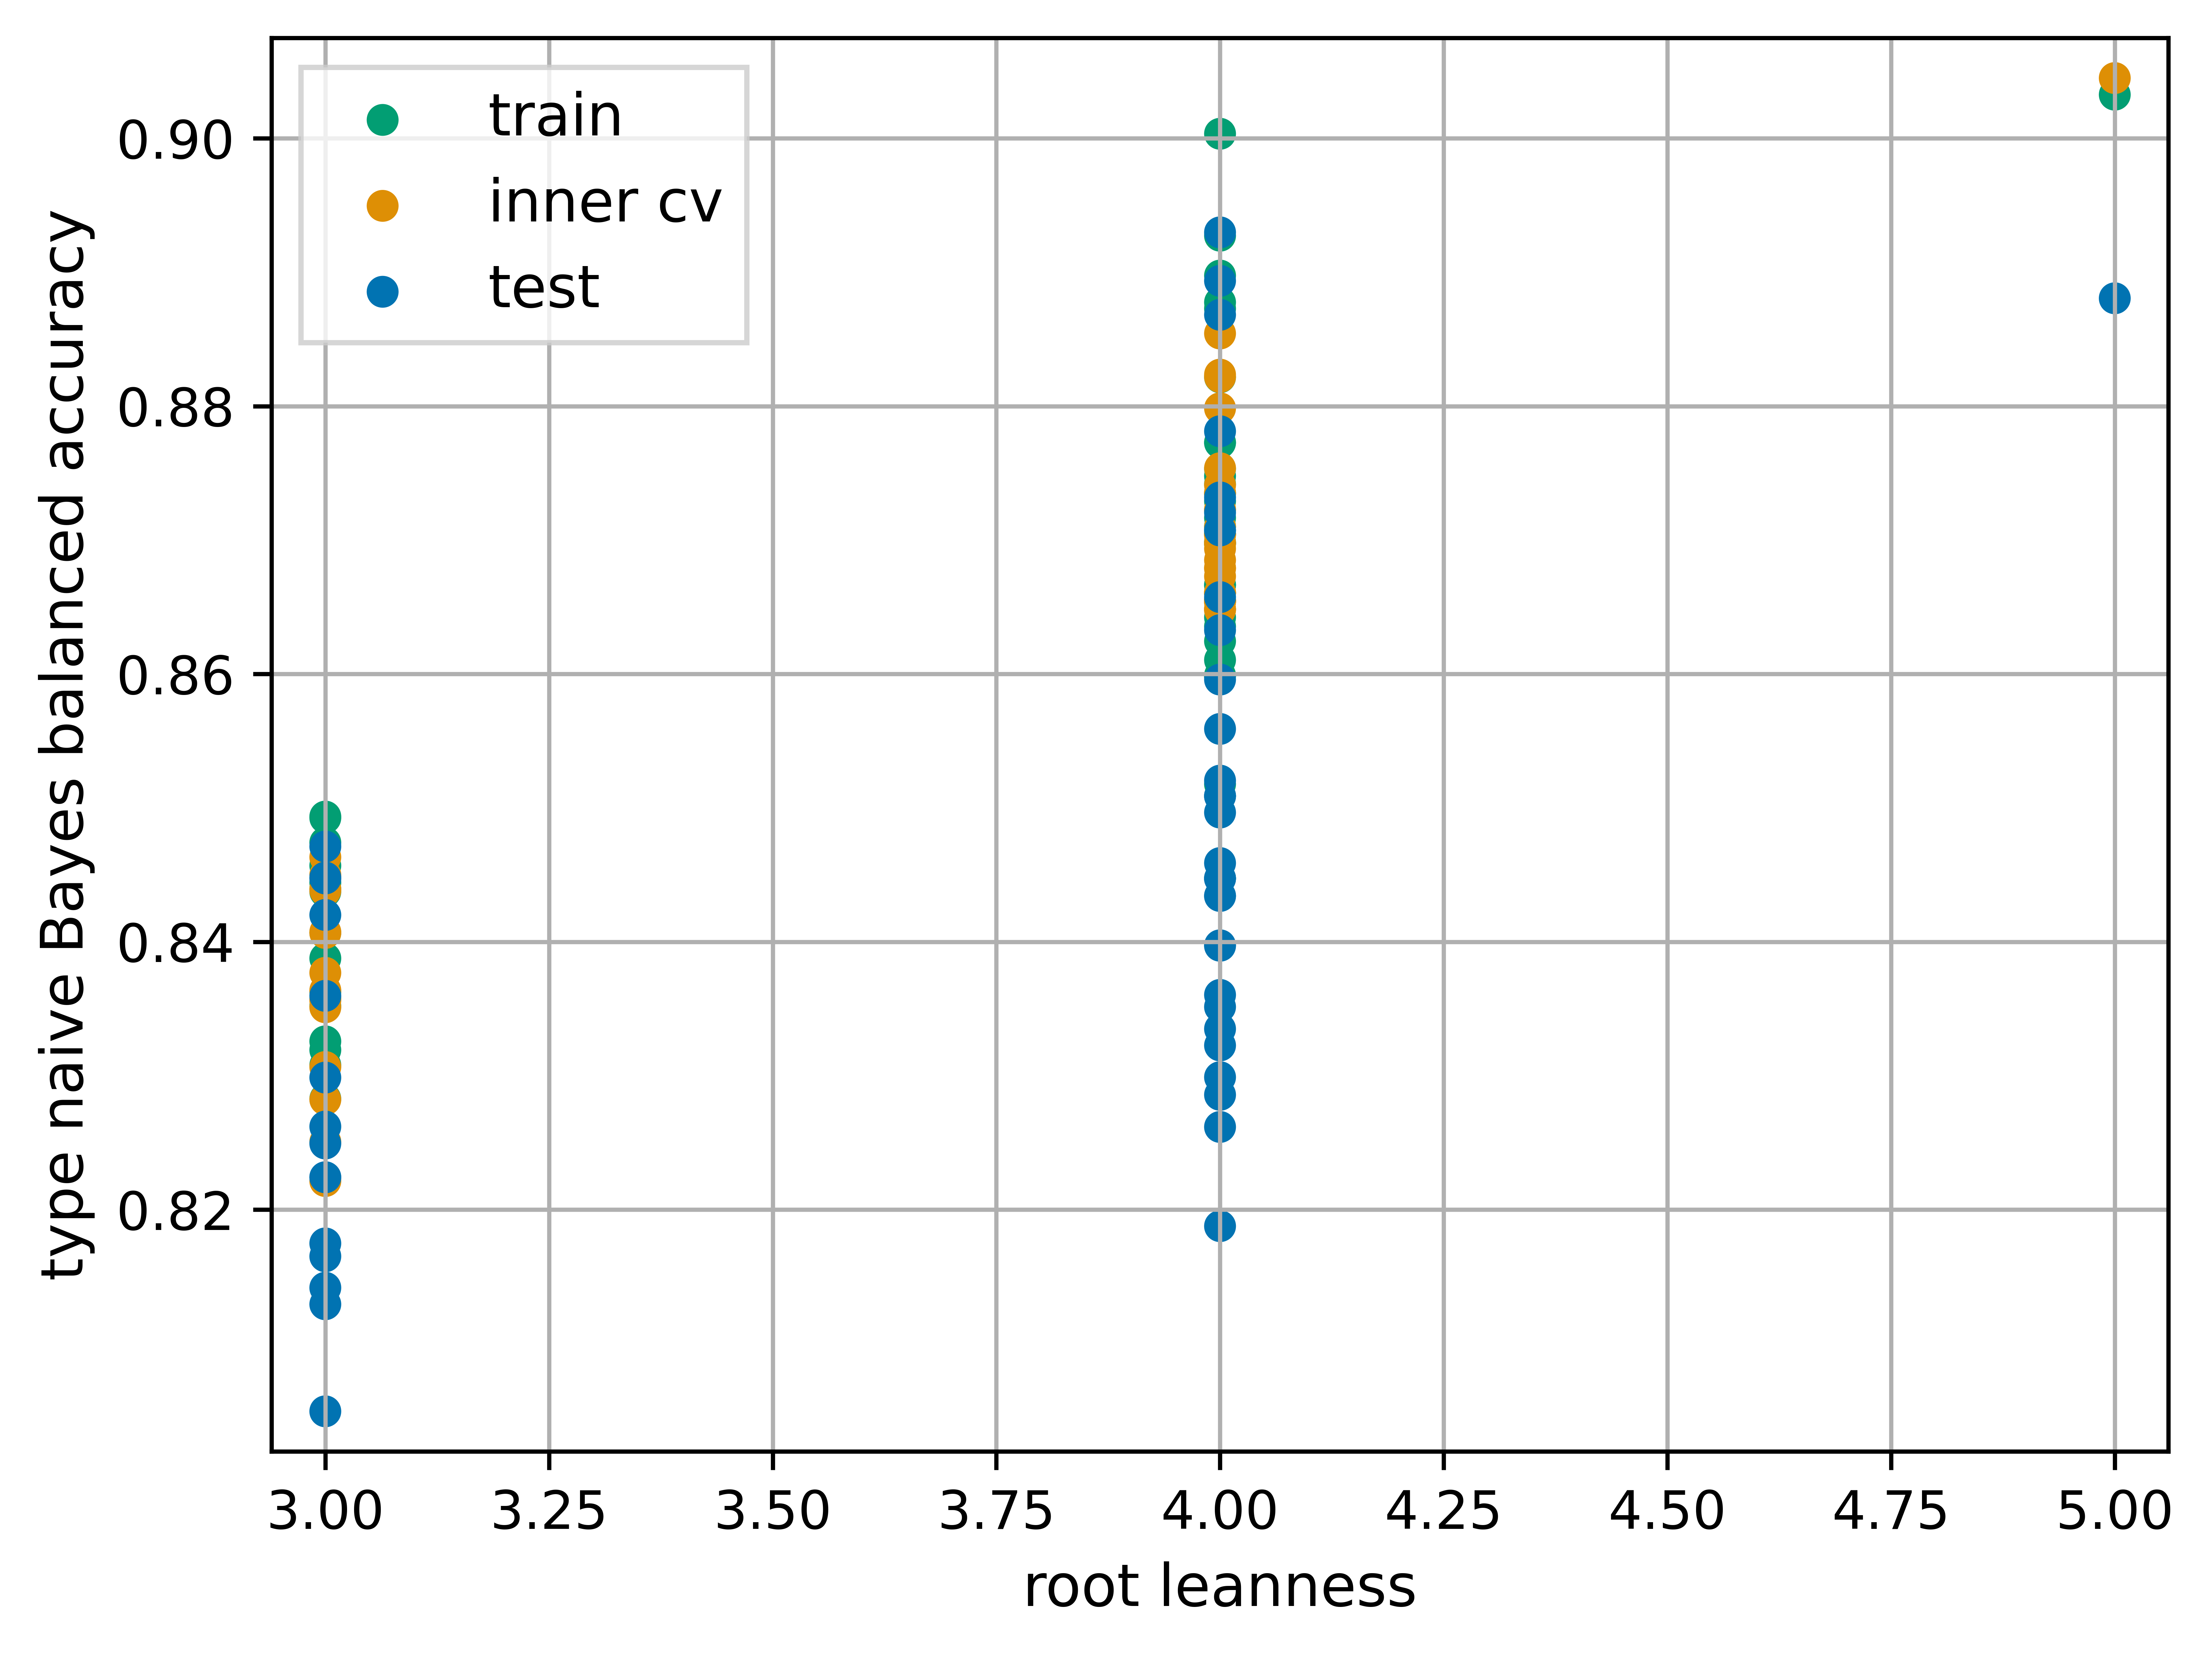 train
inner cv
test
0.90
0.88
0.86
0.84
0.82
type naive Bayes balanced accuracy
3.00 3.25 3.50 3.75 4.00 4.25 4.50 4.75 5.00
root leanness